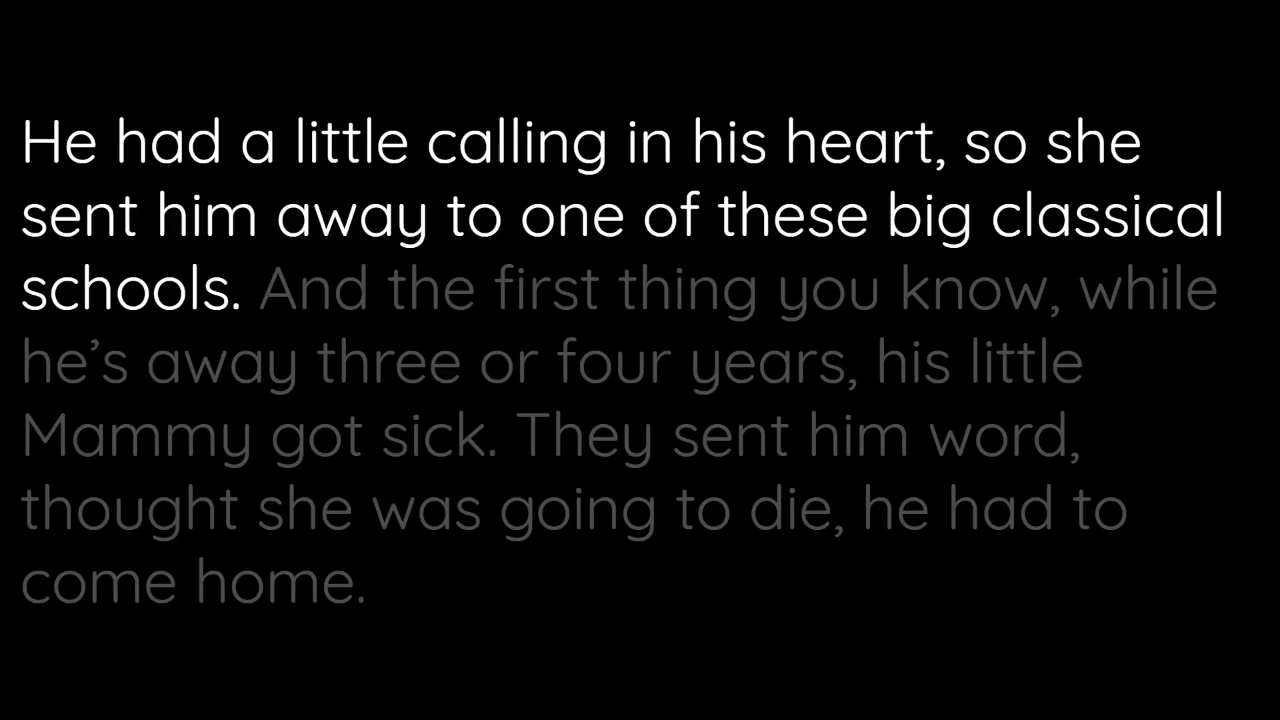 He had a little calling in his heart, so she
sent him away to one of these big classical
schools. And the first thing you know, while
he’s away three or four years, his little
Mammy got sick. They sent him word,
thought she was going to die, he had to
come home.